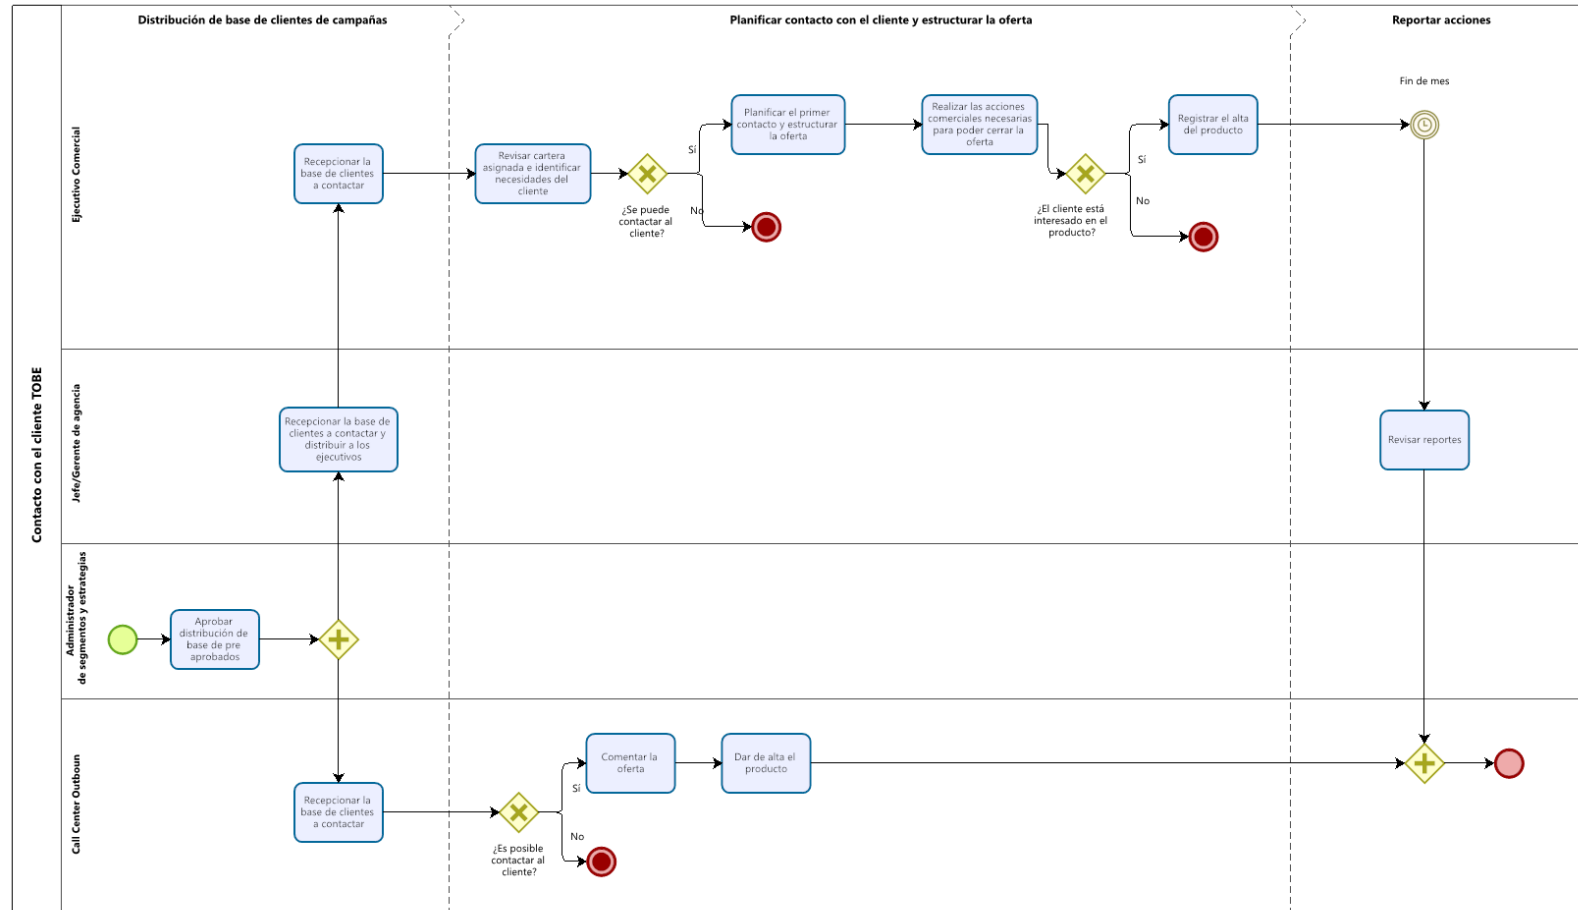 Distribución de base de clientes de campañas
Planificar contacto con el cliente y estructurar la oferta
Reportar acciones
Contacto con el cliente TOBE
Ejecutivo Comercial
Recepcionar la
base de clientes
a contactar
Revisar cartera
asignada e identificar
necesidades del
cliente
¿Se puede
contactar al
cliente?
Sí
No
Planificar el primer
contacto y estructurar
la oferta
Realizar las acciones
comerciales necesarias
para poder cerrar la
oferta
¿El cliente está
interesado en el
producto?
Sí
No
Registrar el alta
del producto
Fin de mes
Jefe/Gerente de agencia
Recepcionar la base de
clientes a contactar y
distribuir a los
ejecutivos
Revisar reportes
Administrador
de segmentos y estrategias
Aprobar
distribución de
base de pre
aprobados
Call Center Outboun
Recepcionar la
base de clientes
a contactar
¿Es posible
contactar al
cliente?
Sí
No
Comentar la
oferta
Dar de alta el
producto